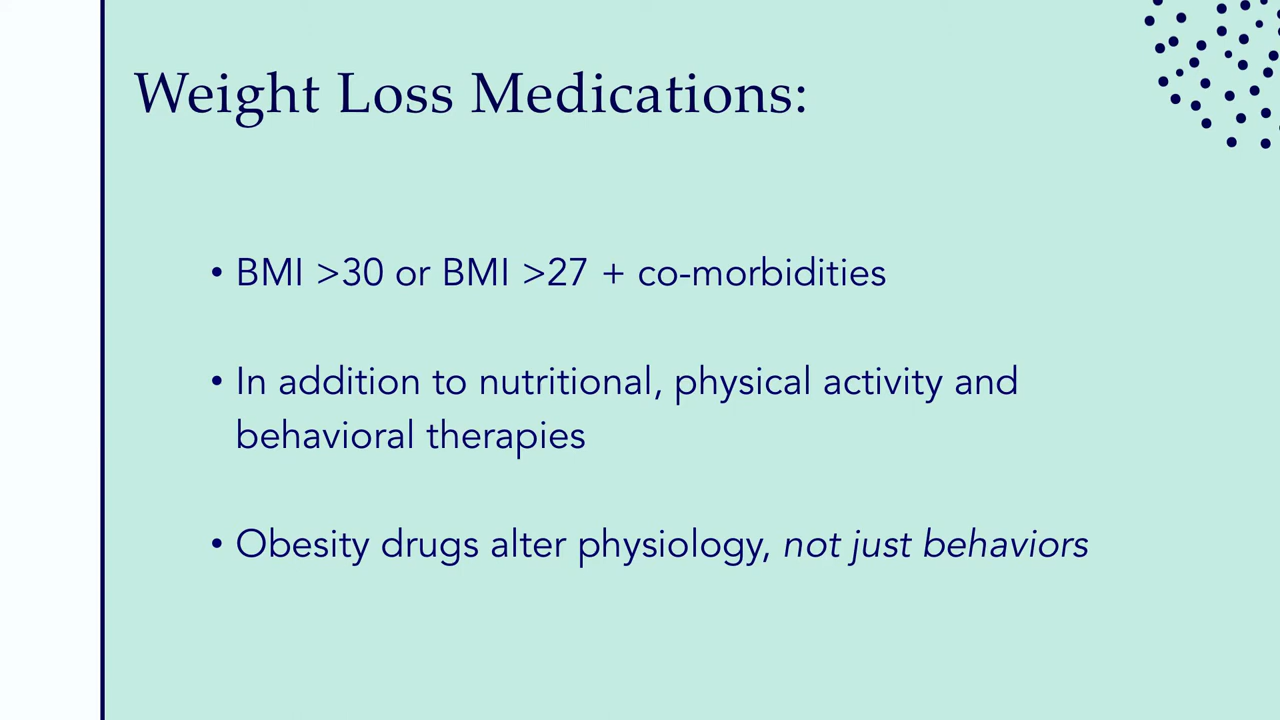 Weight Loss Medications:
• BMI >30 or BMI >27 + co-morbidities
• In addition to nutritional, physical activity and
behavioral therapies
• Obesity drugs alter physiology, not just behaviors